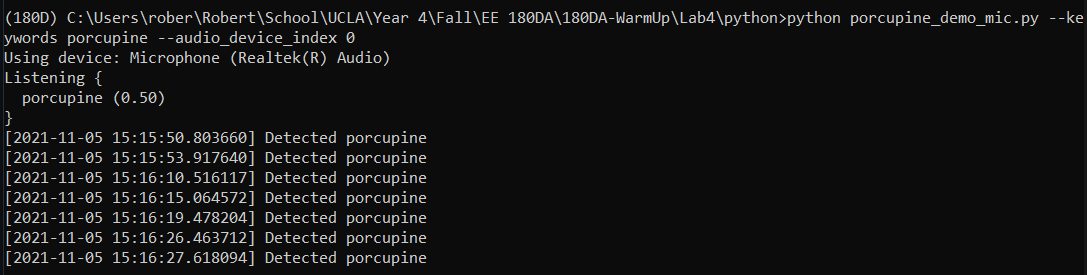 (180D) C:\Users\rober\Robert\School\UCLA\Year 4\Fall\EE 180DA\180DA-WarmUp\Lab4\python>python porcupine_demo_mic.py --ke
ywords porcupine --audio_device_index 0
Using device: Microphone (Realtek(R) Audio)
Listening {
  porcupine (0.50)
}
[2021-11-05 15:15:50.803660] Detected porcupine
[2021-11-05 15:15:53.917640] Detected porcupine
[2021-11-05 15:16:10.516117] Detected porcupine
[2021-11-05 15:16:15.064572] Detected porcupine
[2021-11-05 15:16:19.478204] Detected porcupine
[2021-11-05 15:16:26.463712] Detected porcupine
[2021-11-05 15:16:27.618094] Detected porcupine